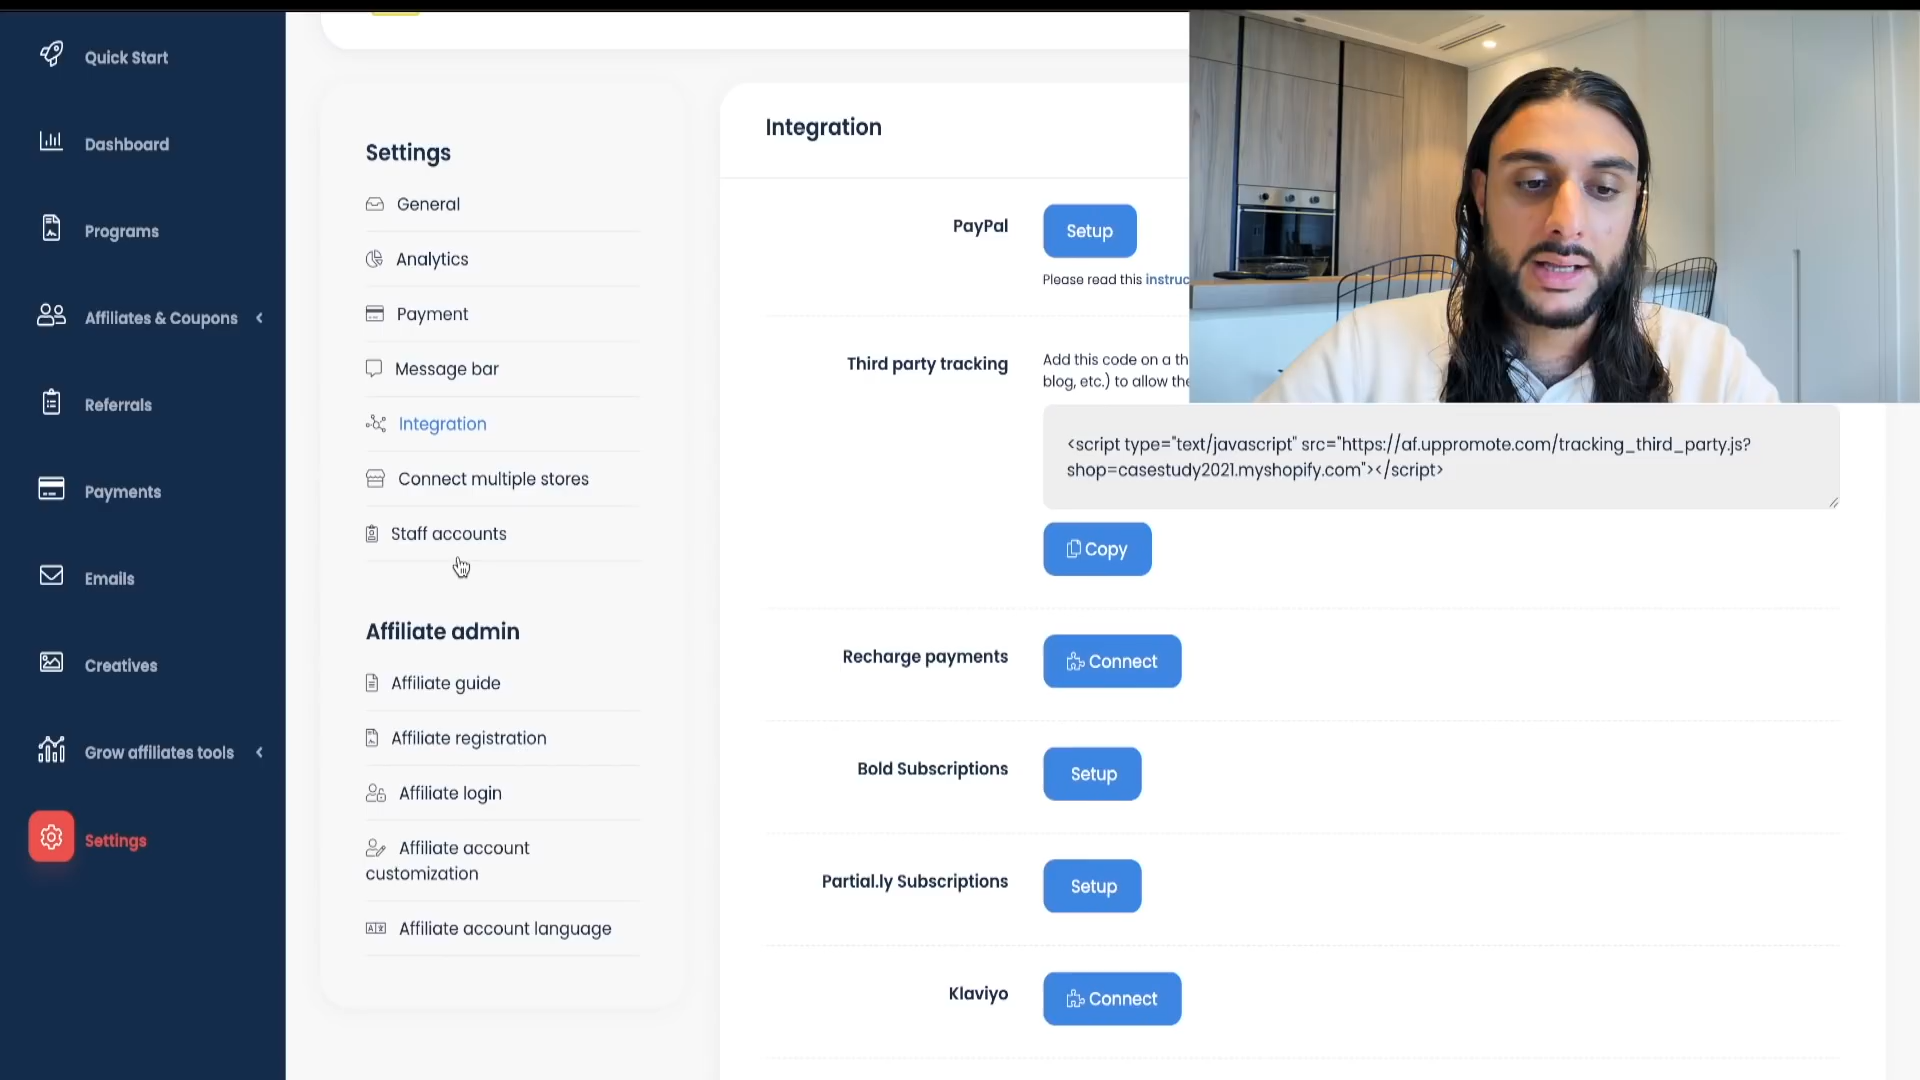 Quick Start
Dashboard
Programs
Affiliates & Coupons
Referrals
Payments
Emails
Creatives
Grow affiliates tools
Settings
Settings
General
Analytics
Payment
Message bar
Integration
Connect multiple stores
Staff accounts
Affiliate admin
Affiliate guide
Affiliate registration
Affiliate login
Affiliate account
customization
Affiliate account language
Integration
PayPal
Setup
Please read this instruc
Third party tracking
Add this code on a th
blog, etc.) to allow the
<script type="text/javascript" src="https://af.uppromote.com/tracking_third_party.js?
shop=casestudy2021.myshopify.com"></script>
Copy
Recharge payments
Connect
Bold Subscriptions
Setup
Partial.ly Subscriptions
Setup
Klaviyo
Connect